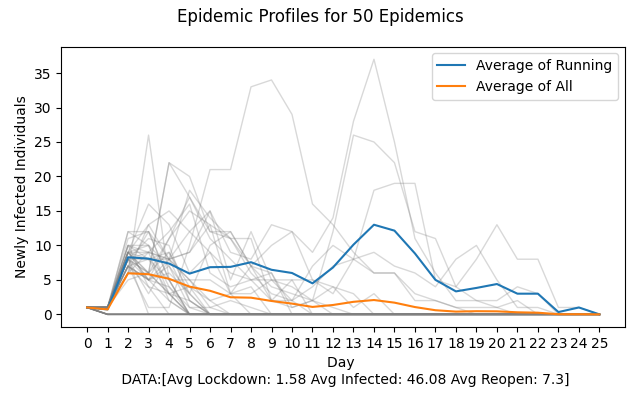 Epidemic Profiles for 50 Epidemics
Newly Infected Individuals
35
30
25
20
15
10
5
0
Average of Running
Average of All
0 1 2 3 4 5 6 7 8 9 10 11 12 13 14 15 16 17 18 19 20 21 22 23 24 25
Day
DATA:[Avg Lockdown: 1.58 Avg Infected: 46.08 Avg Reopen: 7.3]